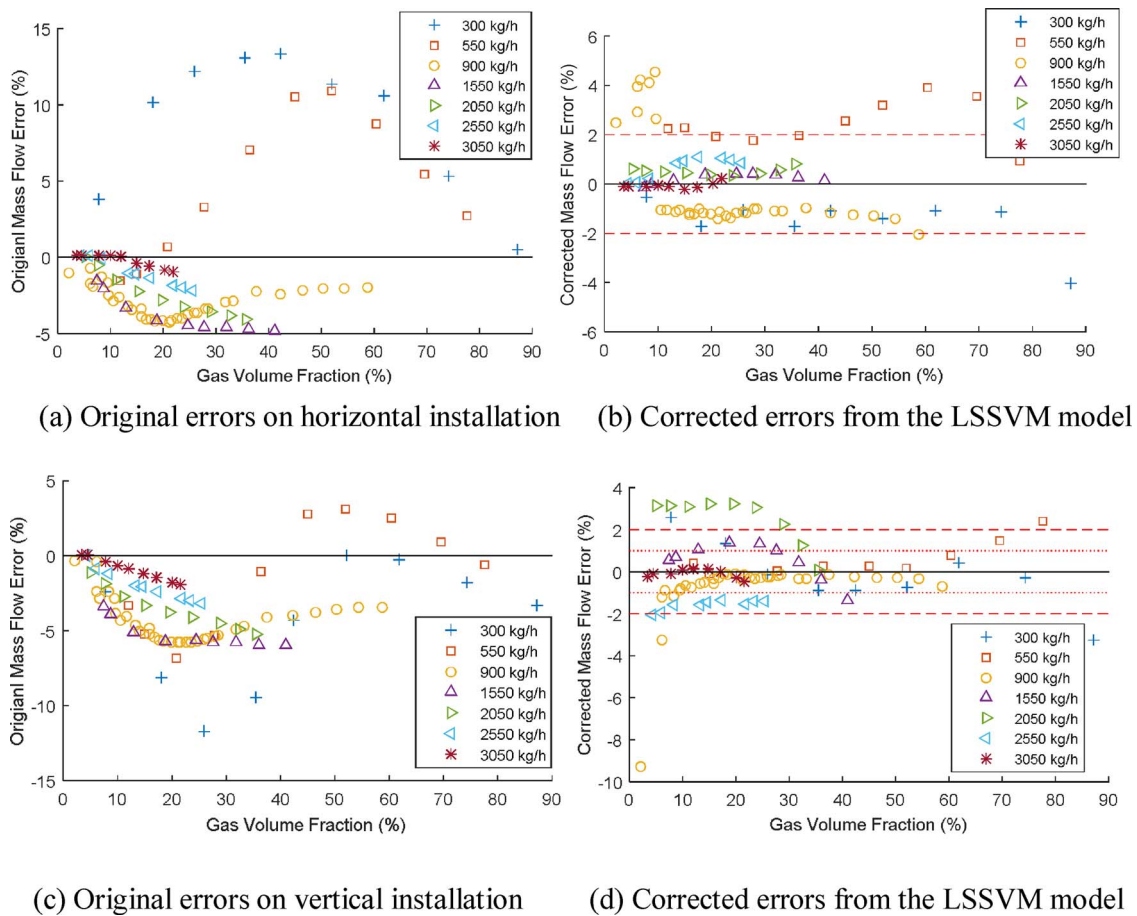 15
10
5
0
-5
0 10 20 30 40 50 60 70 80 90
Origianl Mass Flow Error (%)
Gas Volume Fraction (%)
300 kg/h
550 kg/h
900 kg/h
1550 kg/h
2050 kg/h
2550 kg/h
3050 kg/h
(a) Original errors on horizontal installation
6
4
2
0
-2
-4
-6
0 10 20 30 40 50 60 70 80 90
Corrected Mass Flow Error (%)
Gas Volume Fraction (%)
300 kg/h
550 kg/h
900 kg/h
1550 kg/h
2050 kg/h
2550 kg/h
3050 kg/h
(b) Corrected errors from the LSSVM model
5
0
-5
-10
-15
0 10 20 30 40 50 60 70 80 90
Origianl Mass Flow Error (%)
Gas Volume Fraction (%)
300 kg/h
550 kg/h
900 kg/h
1550 kg/h
2050 kg/h
2550 kg/h
3050 kg/h
(c) Original errors on vertical installation
4
2
0
-2
-4
-6
-8
-10
0 10 20 30 40 50 60 70 80 90
Corrected Mass Flow Error (%)
Gas Volume Fraction (%)
300 kg/h
550 kg/h
900 kg/h
1550 kg/h
2050 kg/h
2550 kg/h
3050 kg/h
(d) Corrected errors from the LSSVM model